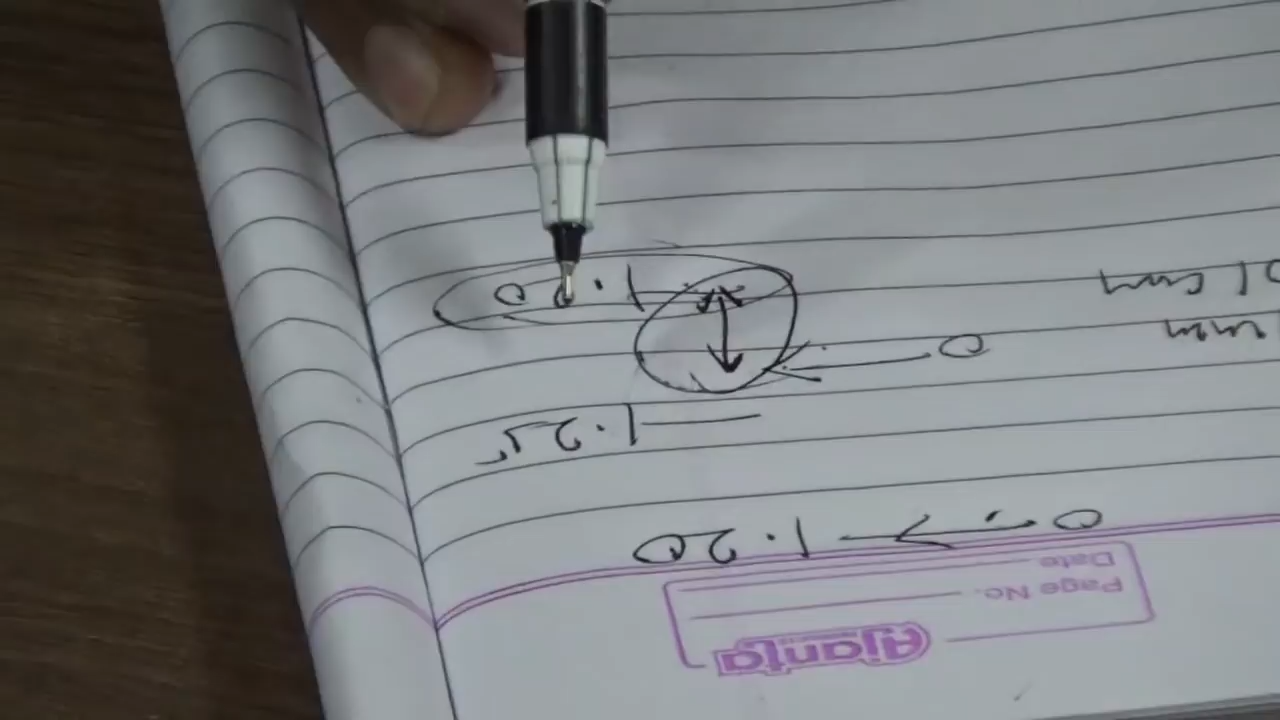 Ajanta
Page No.
Date
0 → 1.20
— 1.25
0
1.00